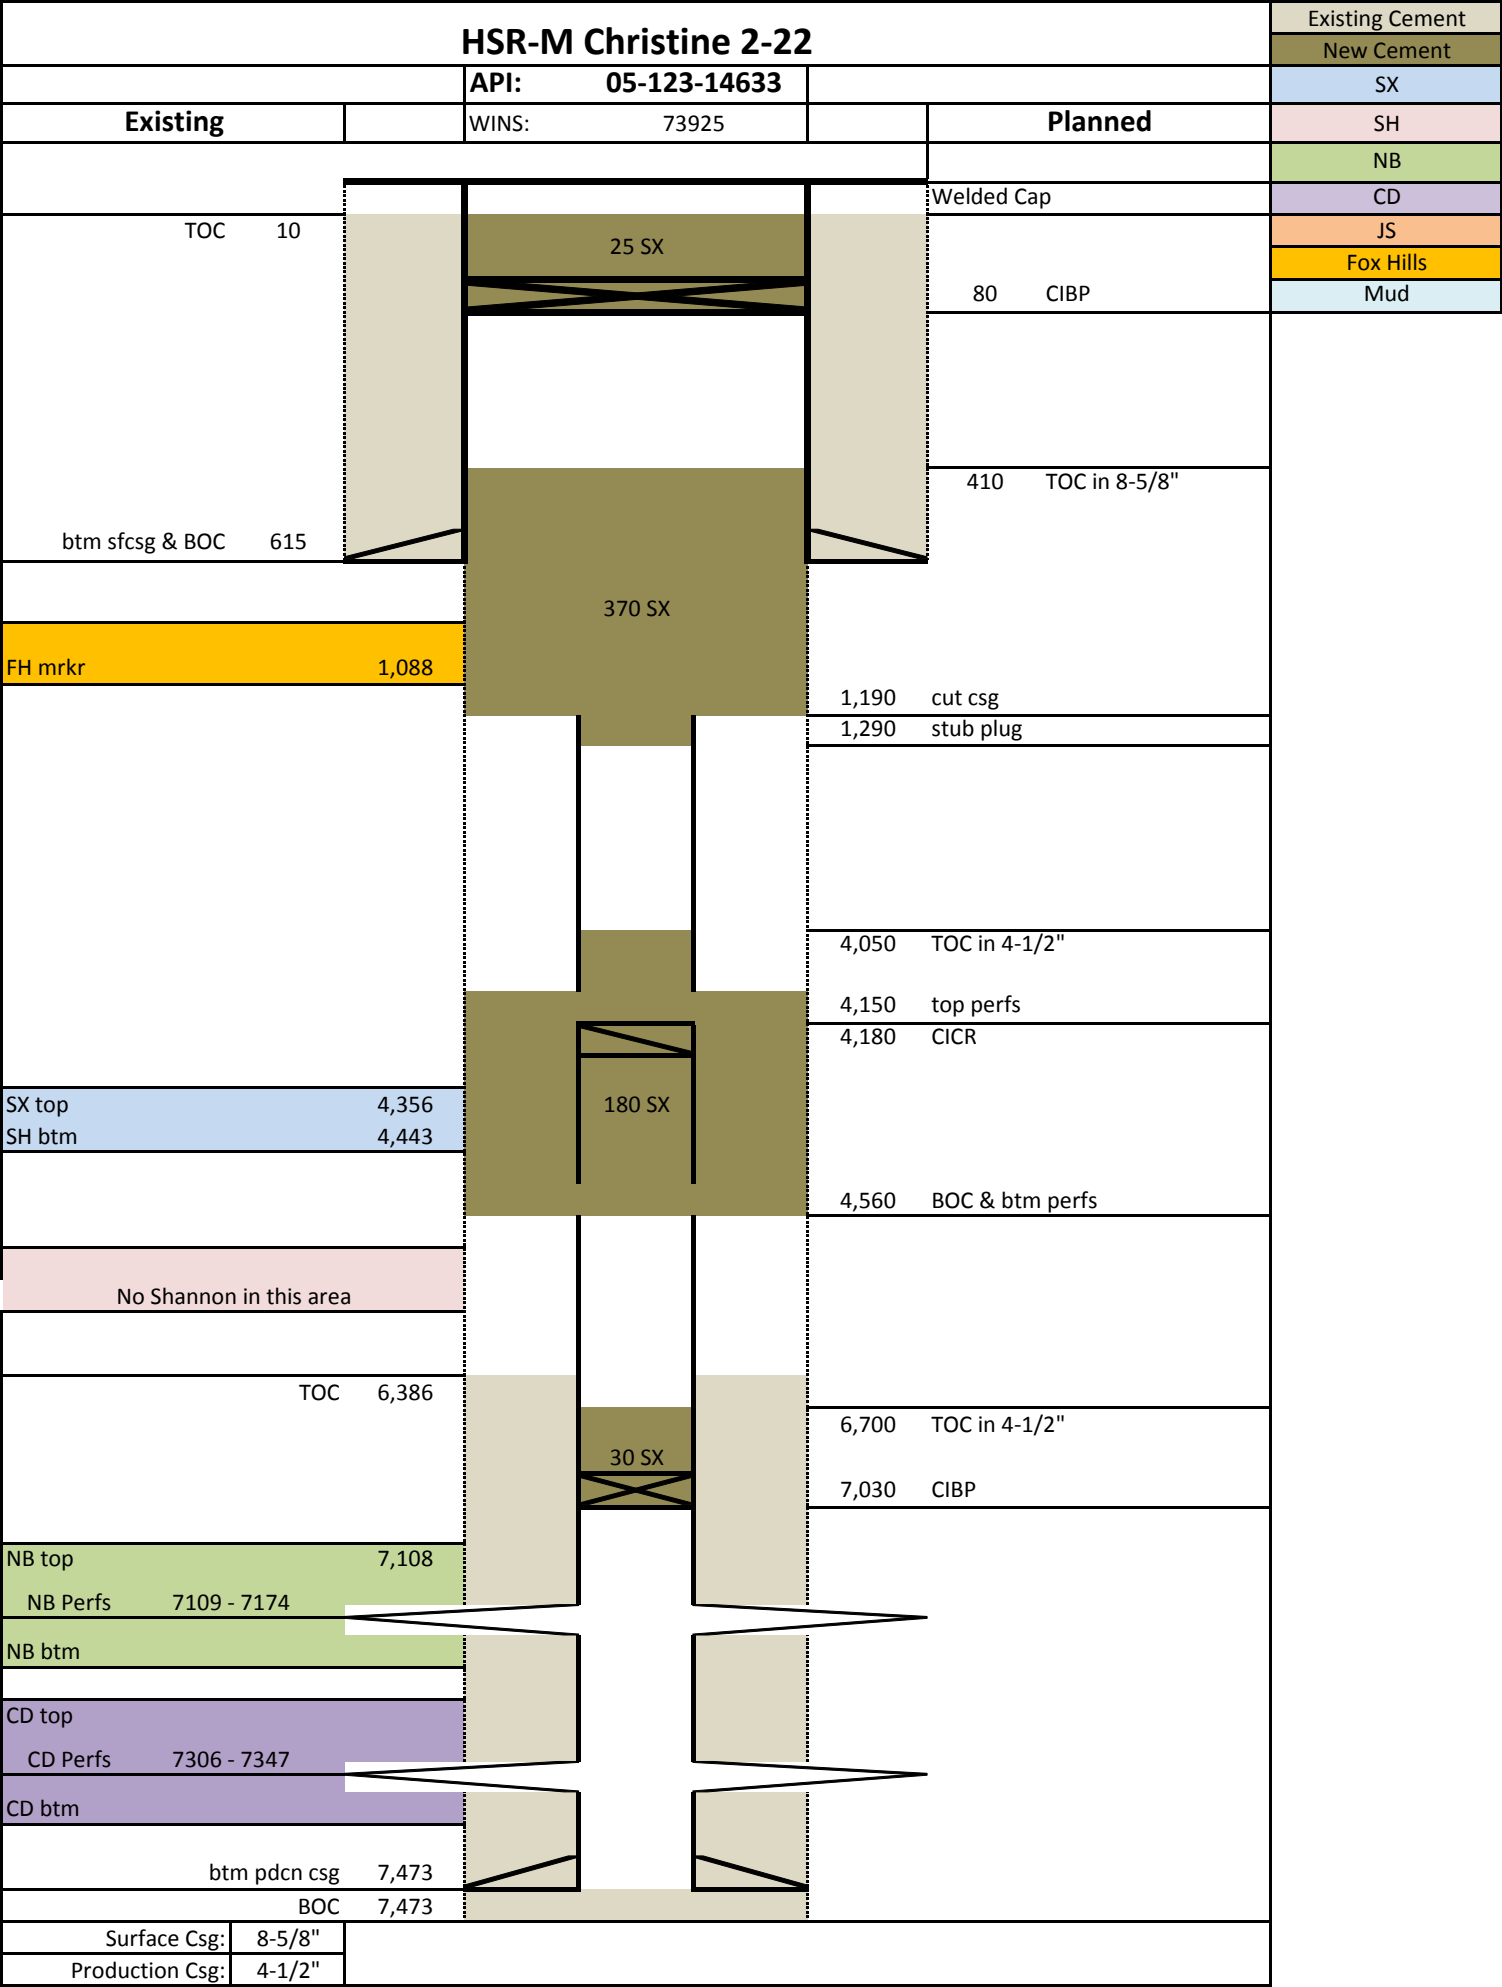 HSR-M Christine 2-22
Existing Cement
New Cement
API: 05-123-14633
SX
Existing WINS: 73925 Planned
SH
NB
Welded Cap
CD
TOC 10
JS
25 SX
Fox Hills
80 CIBP
Mud
410 TOC in 8-5/8"
btm sfcsg & BOC 615
370 SX
FH mrkr 1,088
1,190 cut csg
1,290 stub plug
4,050 TOC in 4-1/2"
4,150 top perfs
4,180 CICR
SX top 4,356
180 SX
SH btm 4,443
4,560 BOC & btm perfs
No Shannon in this area
TOC 6,386
6,700 TOC in 4-1/2"
30 SX
7,030 CIBP
NB top 7,108
NB Perfs 7109 - 7174
NB btm
CD top
CD Perfs 7306 - 7347
CD btm
btm pdcn csg 7,473
BOC 7,473
Surface Csg: 8-5/8"
Production Csg: 4-1/2"